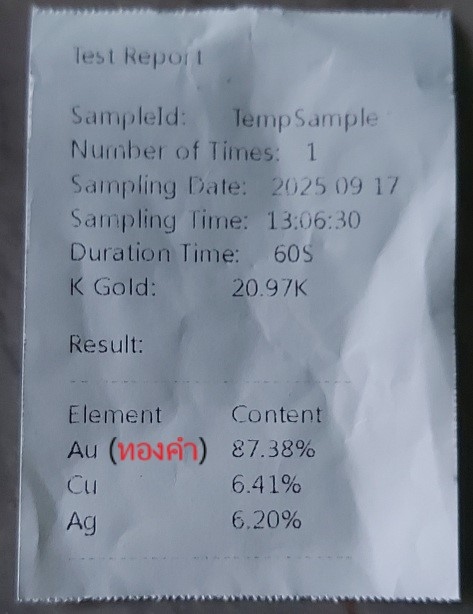 Test Report
SampleId: TempSample
Number of Times: 1
Sampling Date: 2025 09 17
Sampling Time: 13:06:30
Duration Time: 60S
K Gold: 20.97K
Result:
Element Content
Au (ทองคำ) 87.38%
Cu 6.41%
Ag 6.20%